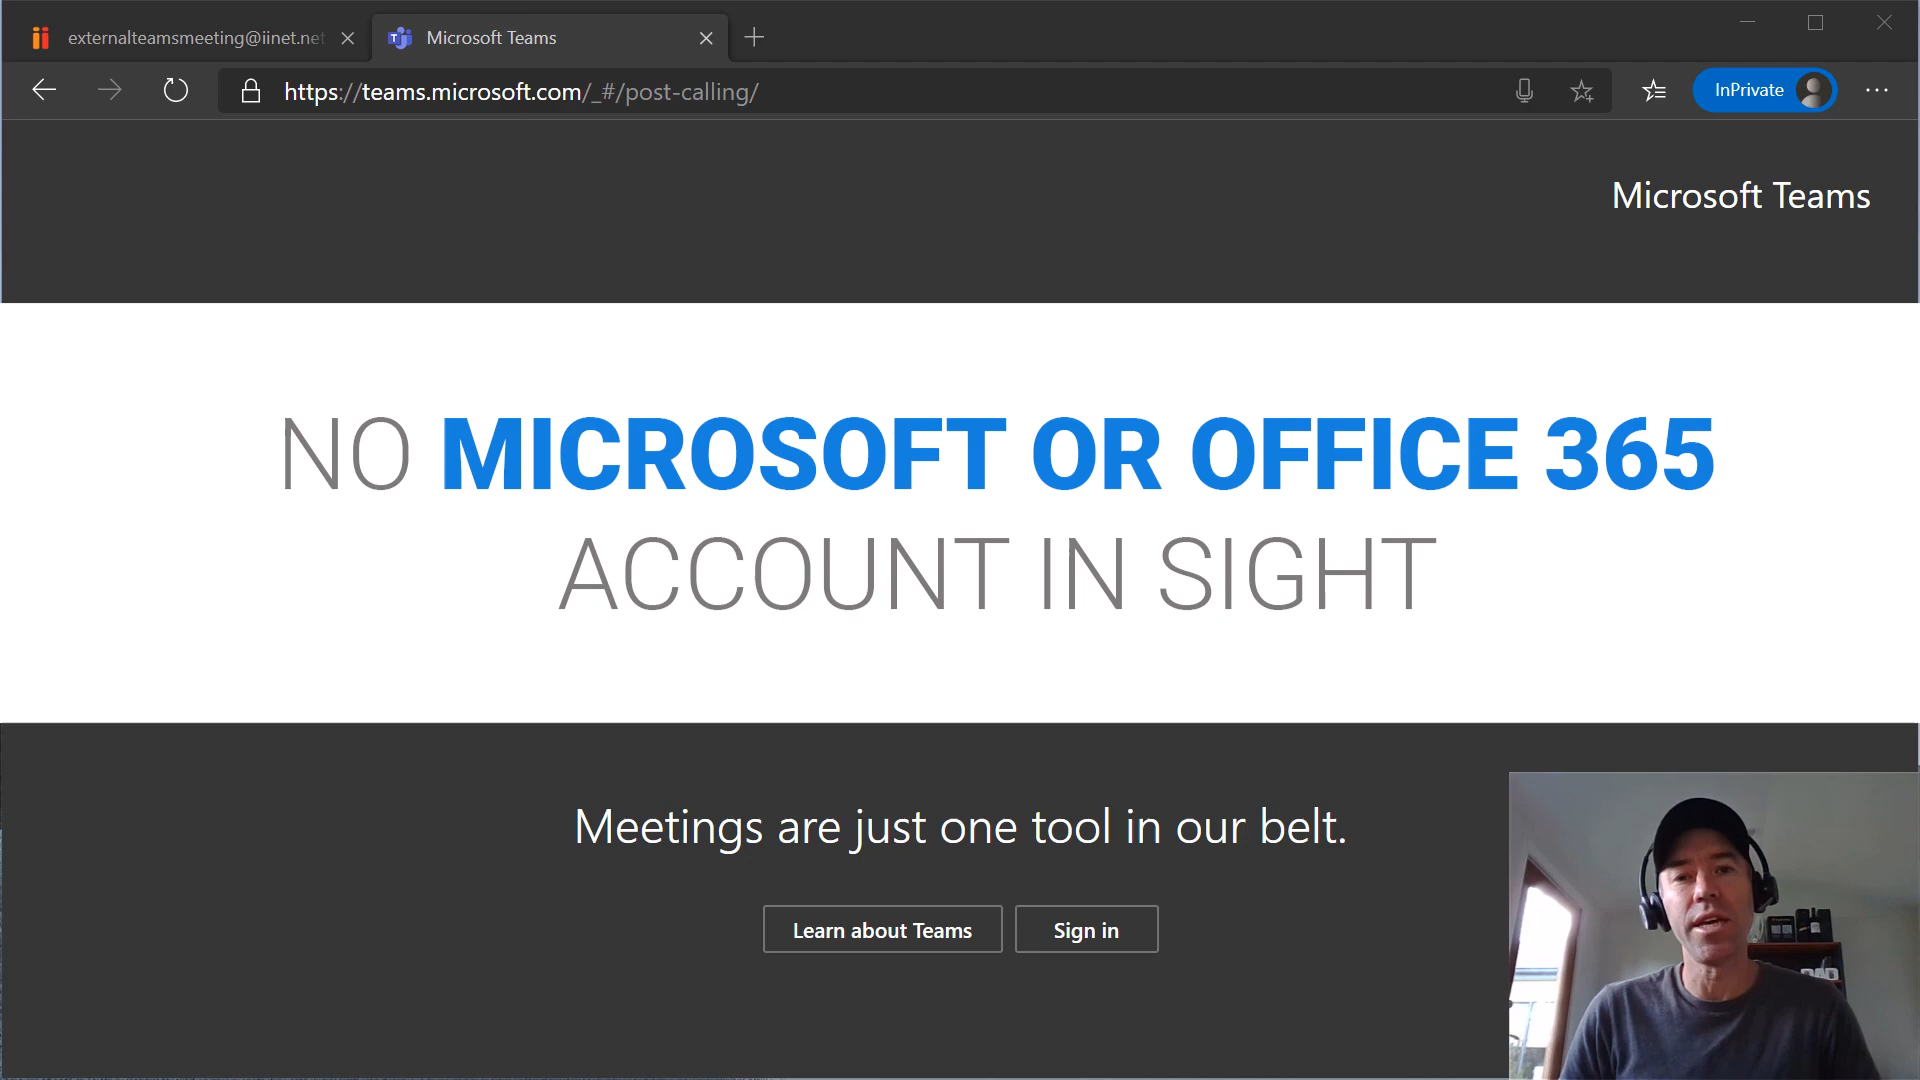 externalteamsmeeting@iinet.net
Microsoft Teams
https://teams.microsoft.com/_#/post-calling/
InPrivate
Microsoft Teams
NO MICROSOFT OR OFFICE 365
ACCOUNT IN SIGHT
Meetings are just one tool in our belt.
Learn about Teams
Sign in
DAD